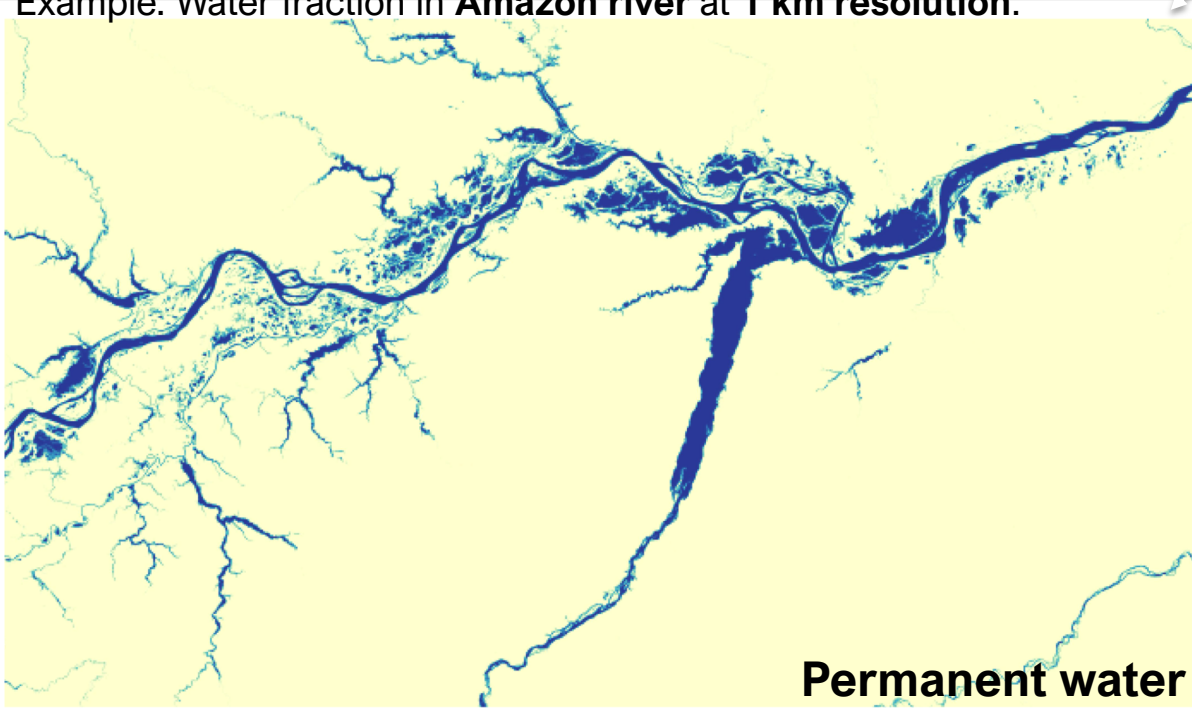 Example: Water fraction in Amazon river at 1 km resolution.
Permanent water